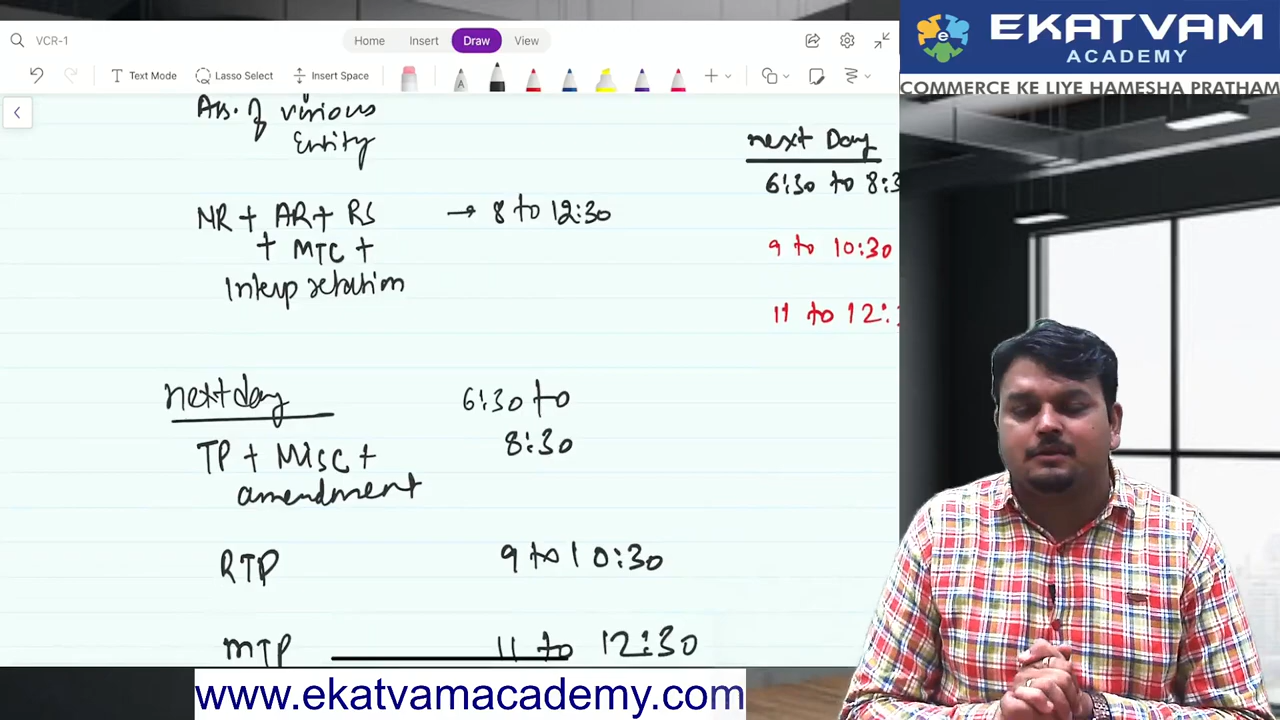 VCR-1
Home
Insert
Draw
View
Text Mode
Lasso Select
Insert Space
EKATVAM
ACADEMY
COMMERCE KE LIYE HAMESHA PRATHAM
Ass. of various
Entity
NR + AR + RS
+ MTC +
Interpretation
→ 8 to 12:30
next Day
6:30 to 8:3
9 to 10:30
11 to 12:
next day
6:30 to
8:30
TP + Misc +
amendment
RTP
9 to 10:30
MTP
11 to 12:30
www.ekatvamacademy.com